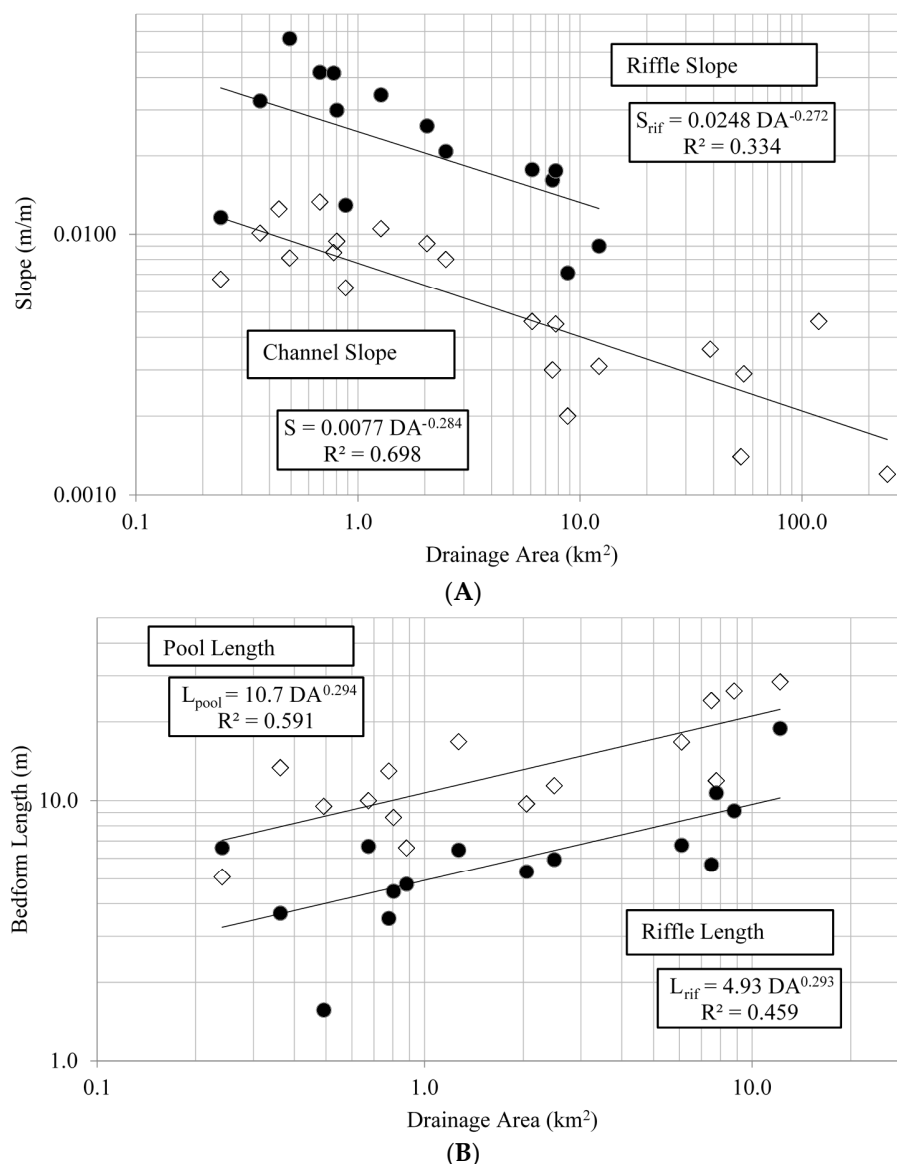 Riffle Slope
S_rif = 0.0248 DA^-0.272
R² = 0.334
0.0100
Slope (m/m)
Channel Slope
S = 0.0077 DA^-0.284
R² = 0.698
0.0010
0.1 1.0 10.0 100.0
Drainage Area (km²)
(A)
Pool Length
L_pool = 10.7 DA^0.294
R² = 0.591
10.0
Bedform Length (m)
Riffle Length
L_rif = 4.93 DA^0.293
R² = 0.459
1.0
0.1 1.0 10.0
Drainage Area (km²)
(B)